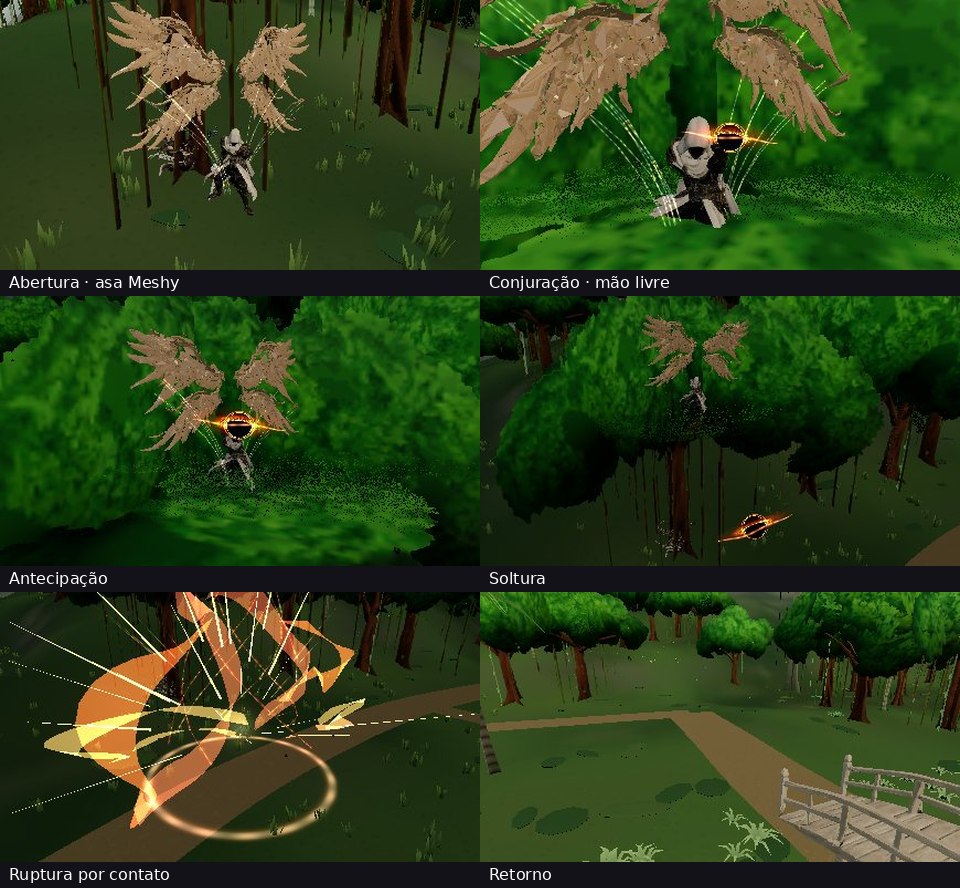 Abertura · asa Meshy
Conjuração · mão livre
Antecipação
Soltura
Ruptura por contato
Retorno